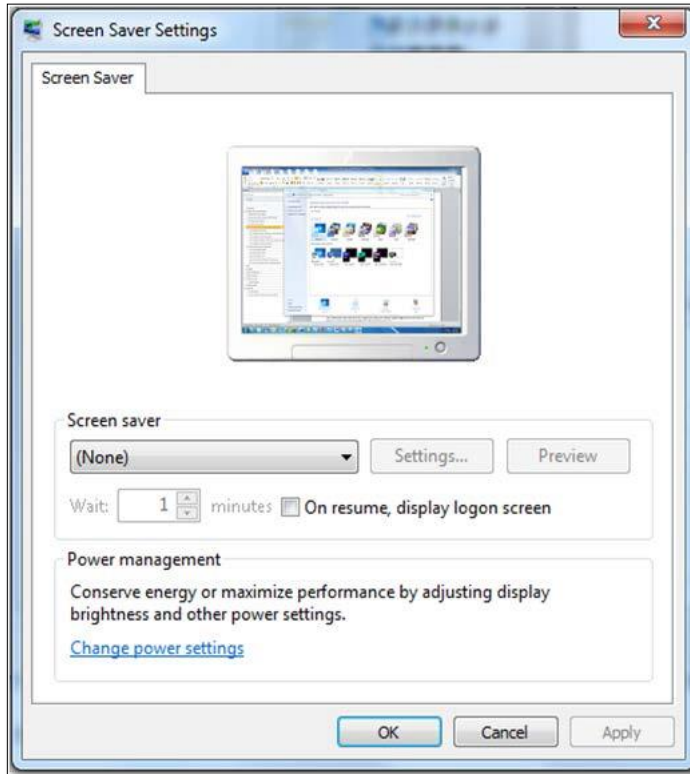 Screen Saver Settings
Screen Saver
Screen saver
(None)
Settings...
Preview
Wait: 1 minutes On resume, display logon screen
Power management
Conserve energy or maximize performance by adjusting display
brightness and other power settings.
Change power settings
OK
Cancel
Apply